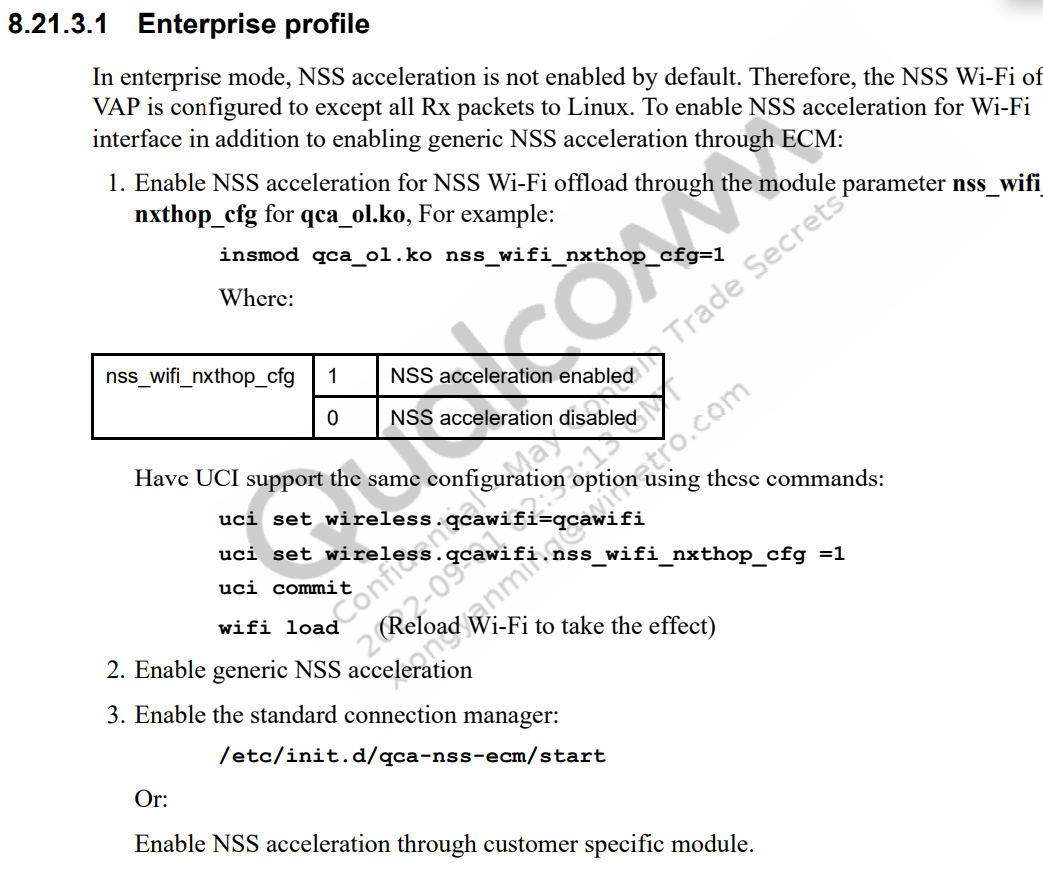 8.21.3.1 Enterprise profile
In enterprise mode, NSS acceleration is not enabled by default. Therefore, the NSS Wi-Fi of
VAP is configured to except all Rx packets to Linux. To enable NSS acceleration for Wi-Fi
interface in addition to enabling generic NSS acceleration through ECM:
1. Enable NSS acceleration for NSS Wi-Fi offload through the module parameter nss_wifi_
nxthop_cfg for qca_ol.ko, For example:
insmod qca_ol.ko nss_wifi_nxthop_cfg=1
Where:
nss_wifi_nxthop_cfg 1 NSS acceleration enabled
0 NSS acceleration disabled
Have UCI support the same configuration option using these commands:
uci set wireless.qcawifi=qcawifi
uci set wireless.qcawifi.nss_wifi_nxthop_cfg =1
uci commit
wifi load (Reload Wi-Fi to take the effect)
2. Enable generic NSS acceleration
3. Enable the standard connection manager:
/etc/init.d/qca-nss-ecm/start
Or:
Enable NSS acceleration through customer specific module.
Qualcomm
Confidential - May Contain Trade Secrets
2022-09-01 02:33:13 GMT